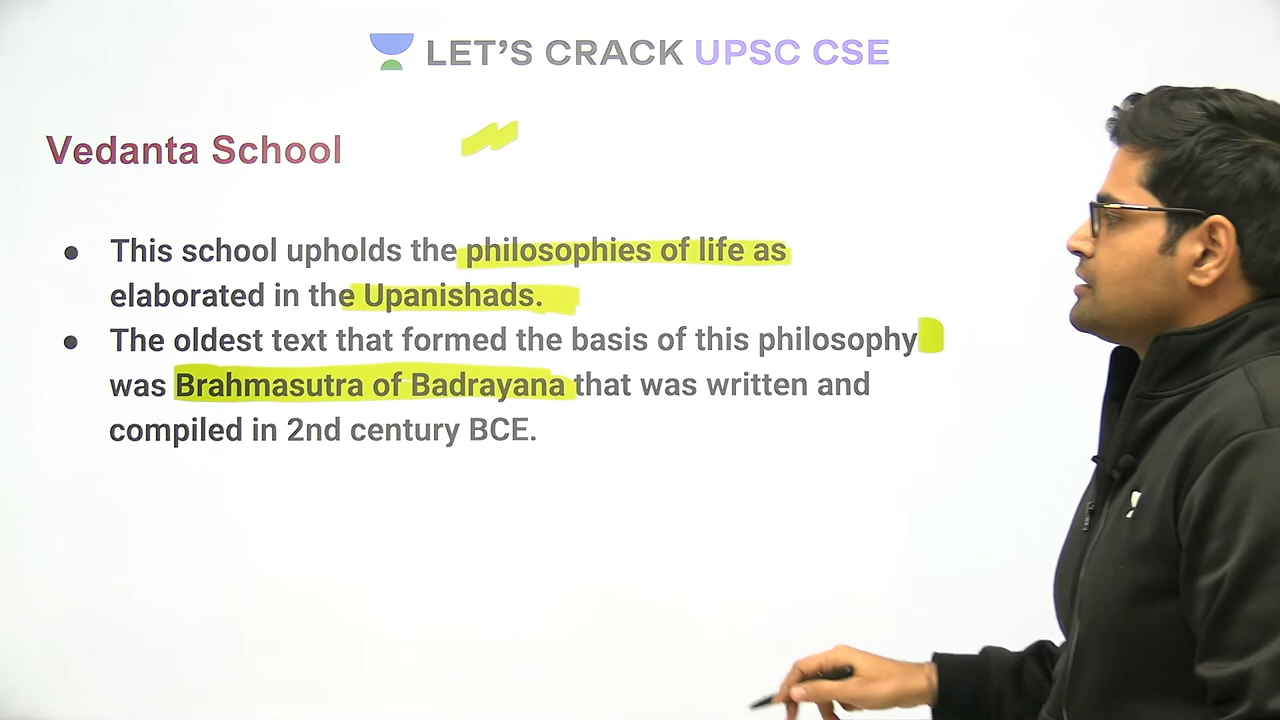 LET'S CRACK UPSC CSE
Vedanta School
● This school upholds the philosophies of life as
elaborated in the Upanishads.
● The oldest text that formed the basis of this philosophy
was Brahmasutra of Badrayana that was written and
compiled in 2nd century BCE.